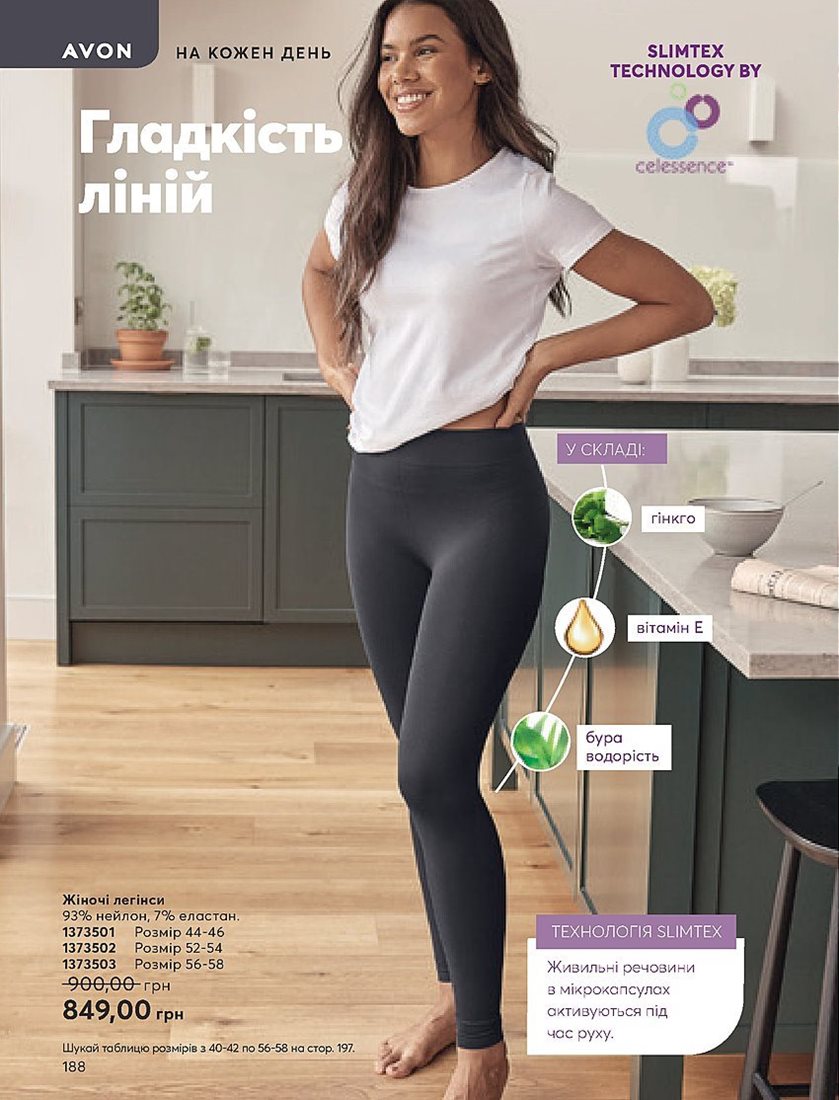 AVON
НА КОЖЕН ДЕНЬ
SLIMTEX
TECHNOLOGY BY
celessence™
Гладкість
ліній
У СКЛАДІ:
гінкго
вітамін Е
бура
водорість
Жіночі легінси
93% нейлон, 7% еластан.
1373501 Розмір 44-46
1373502 Розмір 52-54
1373503 Розмір 56-58
900,00 грн
849,00 грн
Шукай таблицю розмірів з 40-42 по 56-58 на стор. 197.
188
ТЕХНОЛОГІЯ SLIMTEX
Живильні речовини
в мікрокапсулах
активуються під
час руху.